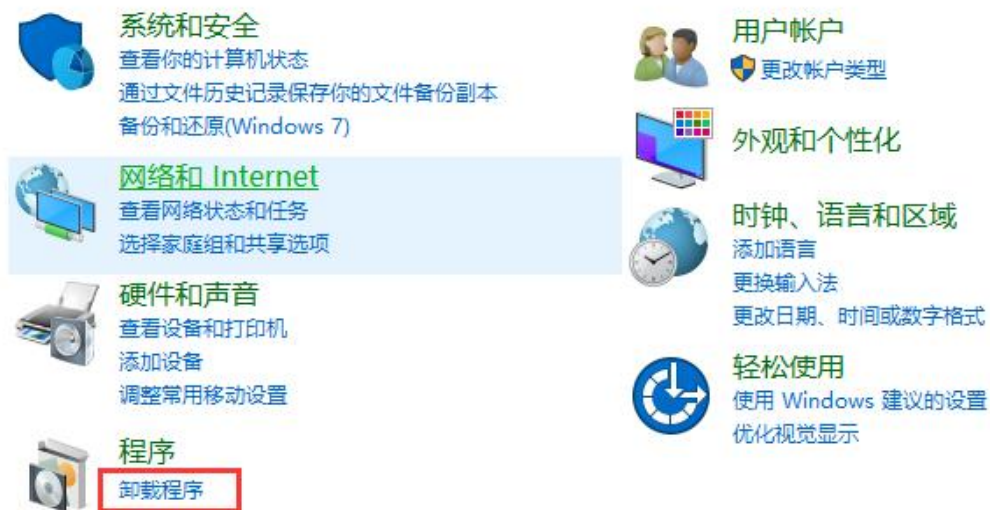 系统和安全
查看你的计算机状态
通过文件历史记录保存你的文件备份副本
备份和还原(Windows 7)
网络和 Internet
查看网络状态和任务
选择家庭组和共享选项
硬件和声音
查看设备和打印机
添加设备
调整常用移动设置
程序
卸载程序
用户帐户
更改帐户类型
外观和个性化
时钟、语言和区域
添加语言
更换输入法
更改日期、时间或数字格式
轻松使用
使用 Windows 建议的设置
优化视觉显示